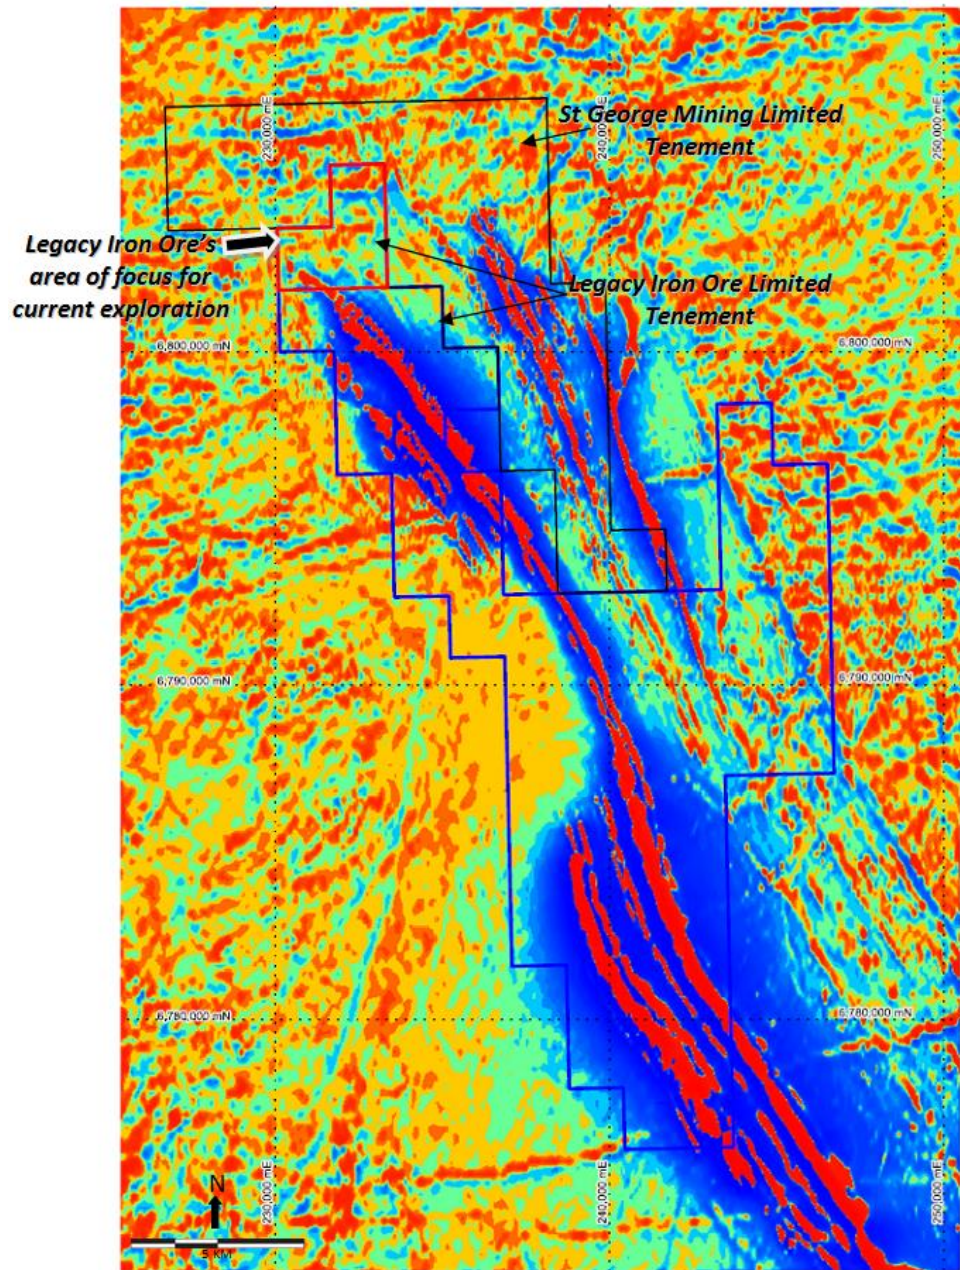 230,000 mE
240,000 mE
250,000 mE
St George Mining Limited
Tenement
Legacy Iron Ore's
area of focus for
current exploration
Legacy Iron Ore Limited
Tenement
6,800,000 mN
6,800,000 mN
6,790,000 mN
6,790,000 mN
6,780,000 mN
6,780,000 mN
230,000 mE
240,000 mE
250,000 mE
N
5 KM